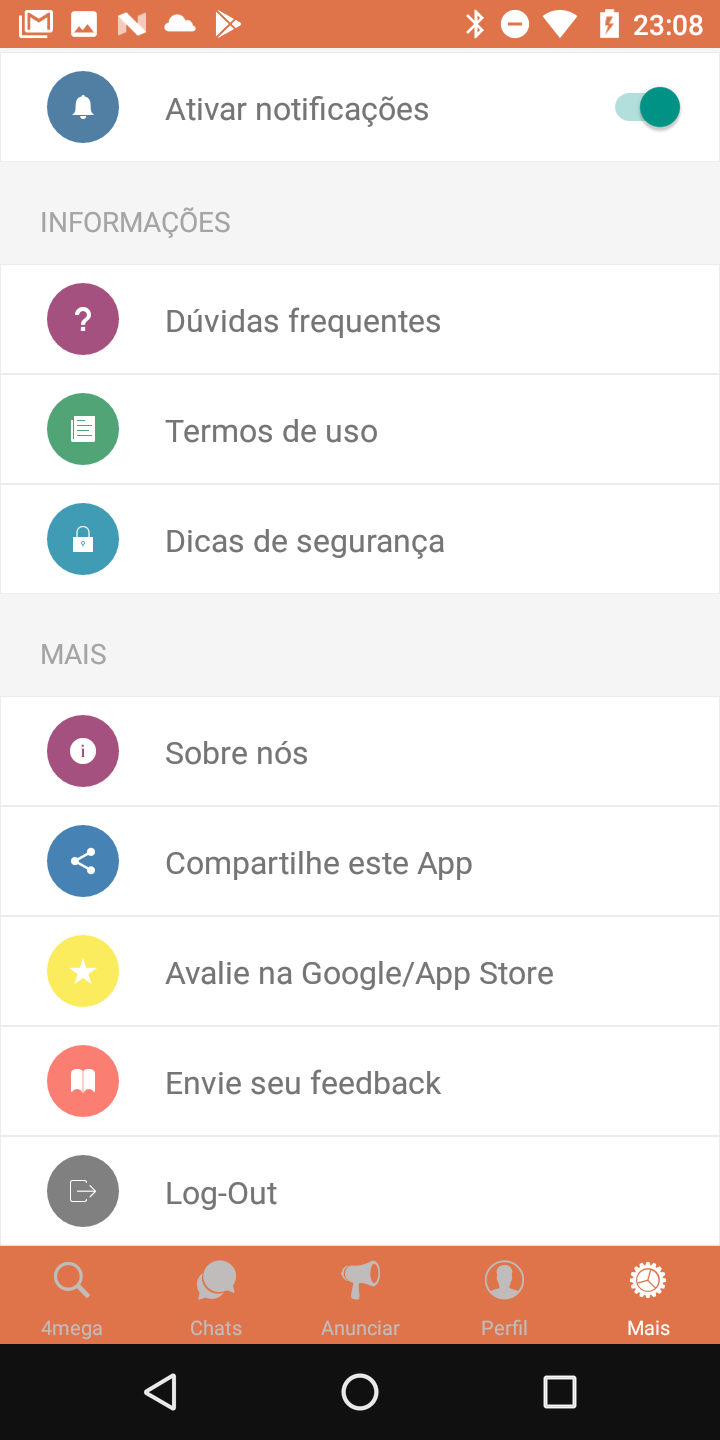 23:08
Ativar notificações
INFORMAÇÕES
Dúvidas frequentes
Termos de uso
Dicas de segurança
MAIS
Sobre nós
Compartilhe este App
Avalie na Google/App Store
Envie seu feedback
Log-Out
4mega Chats Anunciar Perfil Mais